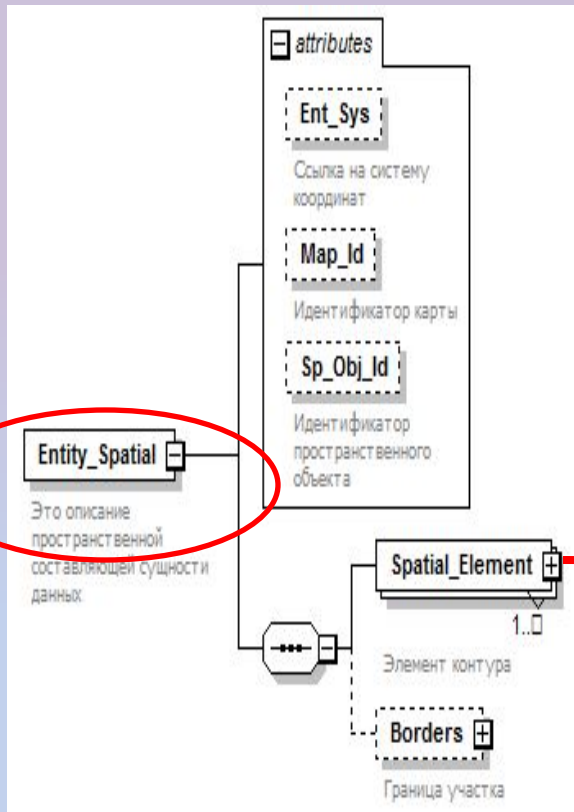 attributes
Ent_Sys
Ссылка на систему
координат
Map_Id
Идентификатор карты
Sp_Obj_Id
Идентификатор
пространственного
объекта
Entity_Spatial
Это описание
пространственной
составляющей сущности
данных
Spatial_Element
1..□
Элемент контура
Borders
Граница участка